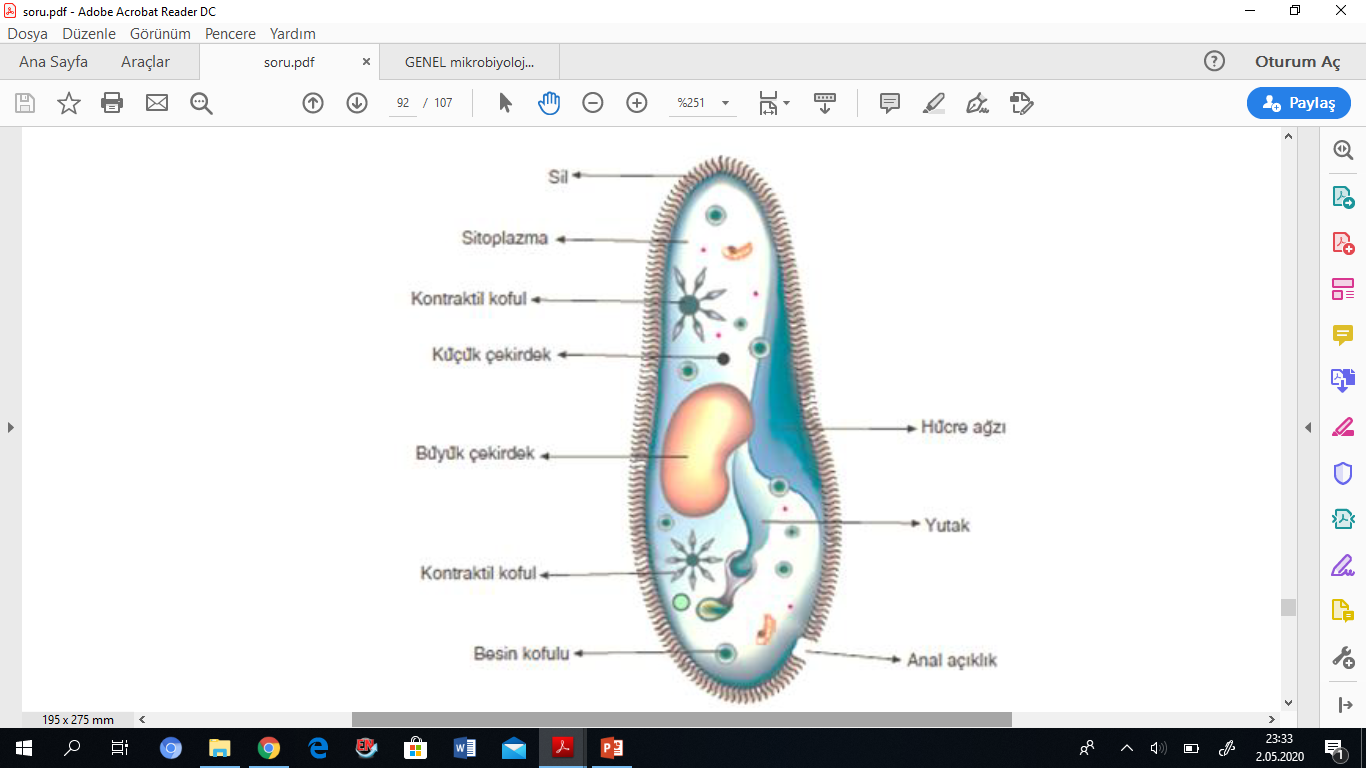 soru.pdf - Adobe Acrobat Reader DC
Dosya Düzenle Görünüm Pencere Yardım
Ana Sayfa Araçlar soru.pdf × GENEL mikrobiyoloj... ? Oturum Aç
92 / 107 %251 Paylaş
Sil
Sitoplazma
Kontraktil koful
Küçük çekirdek
Hücre ağzı
Büyük çekirdek
Yutak
Kontraktil koful
Besin kofulu
Anal açıklık
195 x 275 mm
23:33
2.05.2020
1